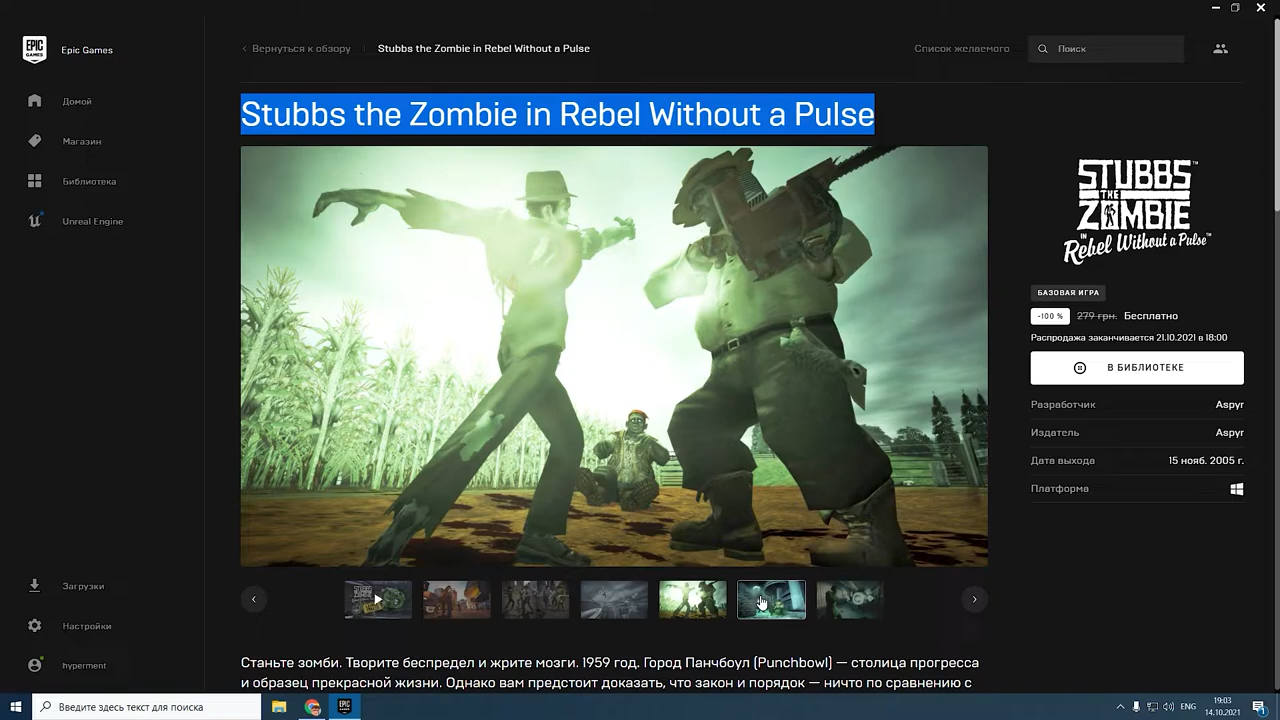 EPIC GAMES
Epic Games
Вернуться к обзору
Stubbs the Zombie in Rebel Without a Pulse
Список желаемого
Поиск
Домой
Магазин
Библиотека
Unreal Engine
Stubbs the Zombie in Rebel Without a Pulse
STUBBS
THE
ZOMBIE
IN
Rebel Without a Pulse
БАЗОВАЯ ИГРА
-100 %
279 грн.
Бесплатно
Распродажа заканчивается 21.10.2021 в 18:00
В БИБЛИОТЕКЕ
Разработчик
Aspyr
Издатель
Aspyr
Дата выхода
15 нояб. 2005 г.
Платформа
Загрузки
Настройки
hyperment
Станьте зомби. Творите беспредел и жрите мозги. 1959 год. Город Панчбоул (Punchbowl) — столица прогресса
и образец прекрасной жизни. Однако вам предстоит доказать, что закон и порядок — ничто по сравнению с
Введите здесь текст для поиска
ENG
19:03
14.10.2021